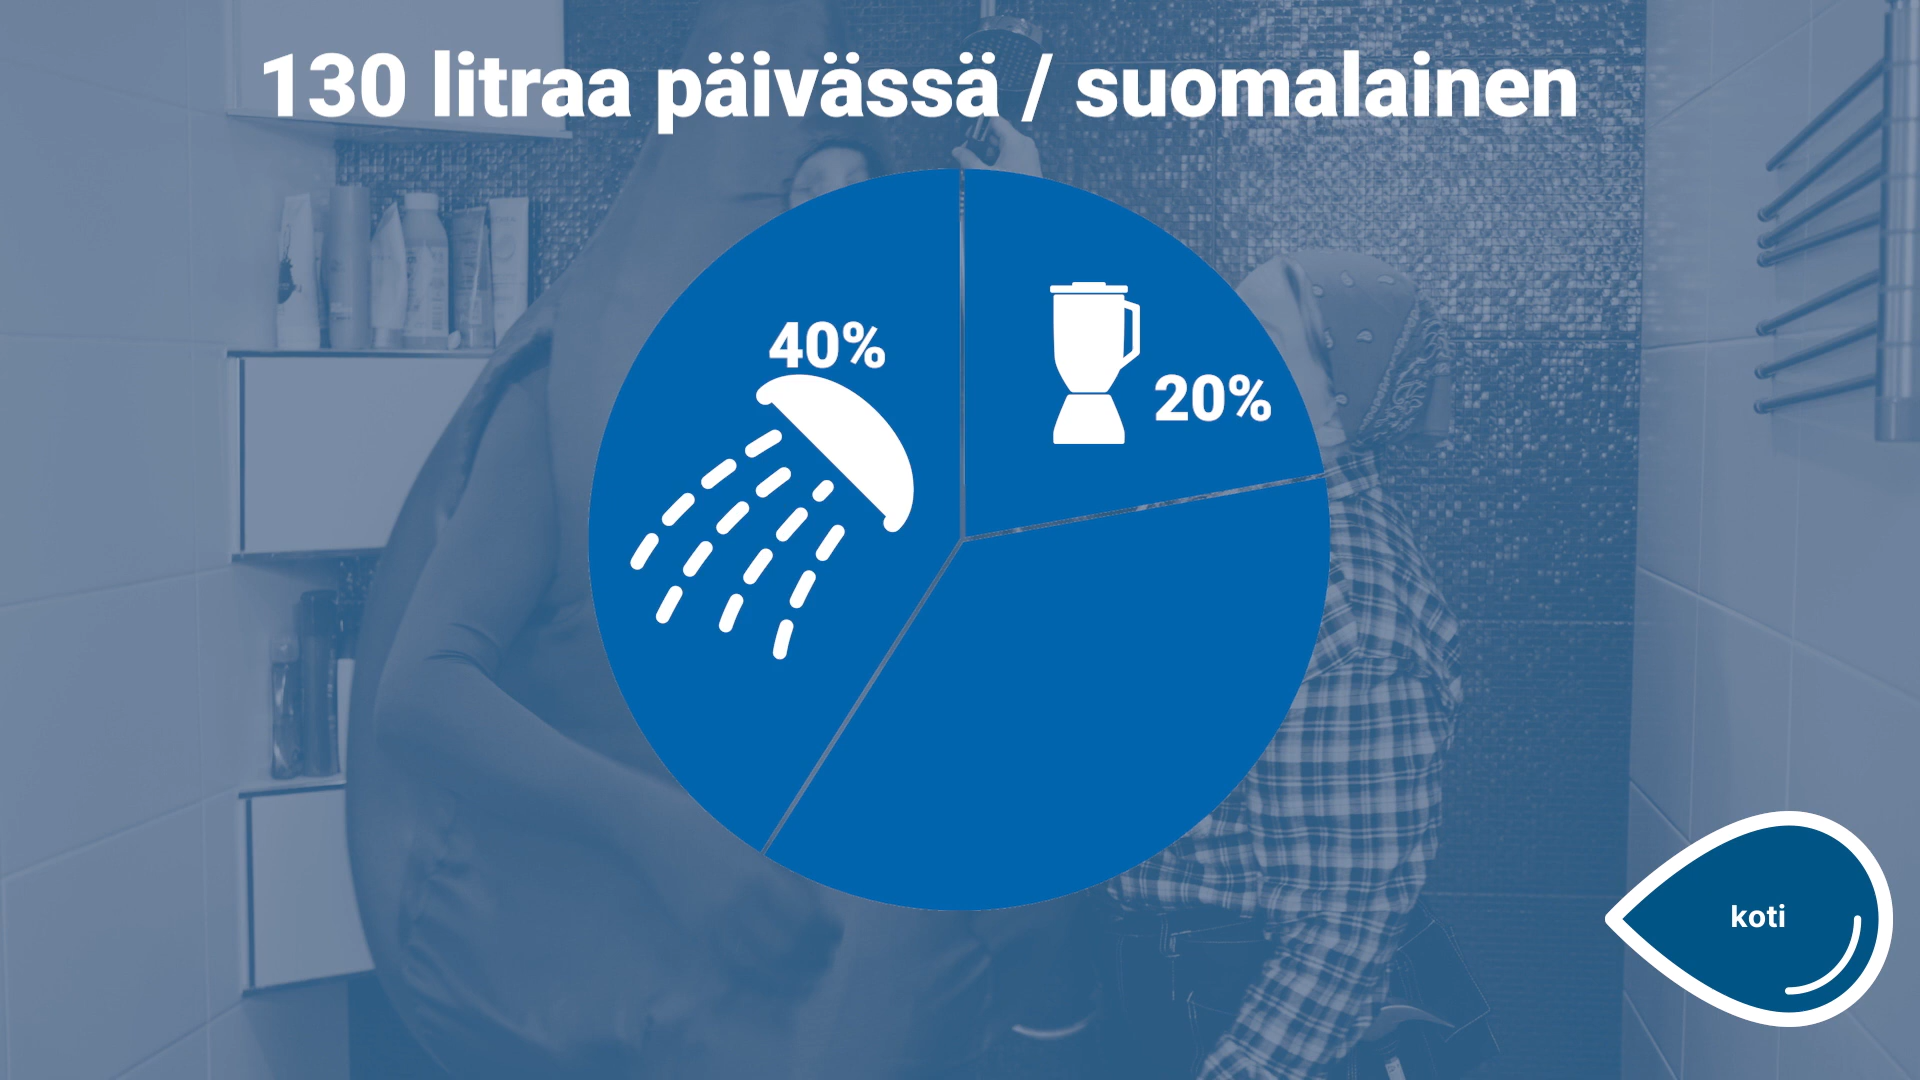 130 litraa päivässä / suomalainen
40%
20%
koti